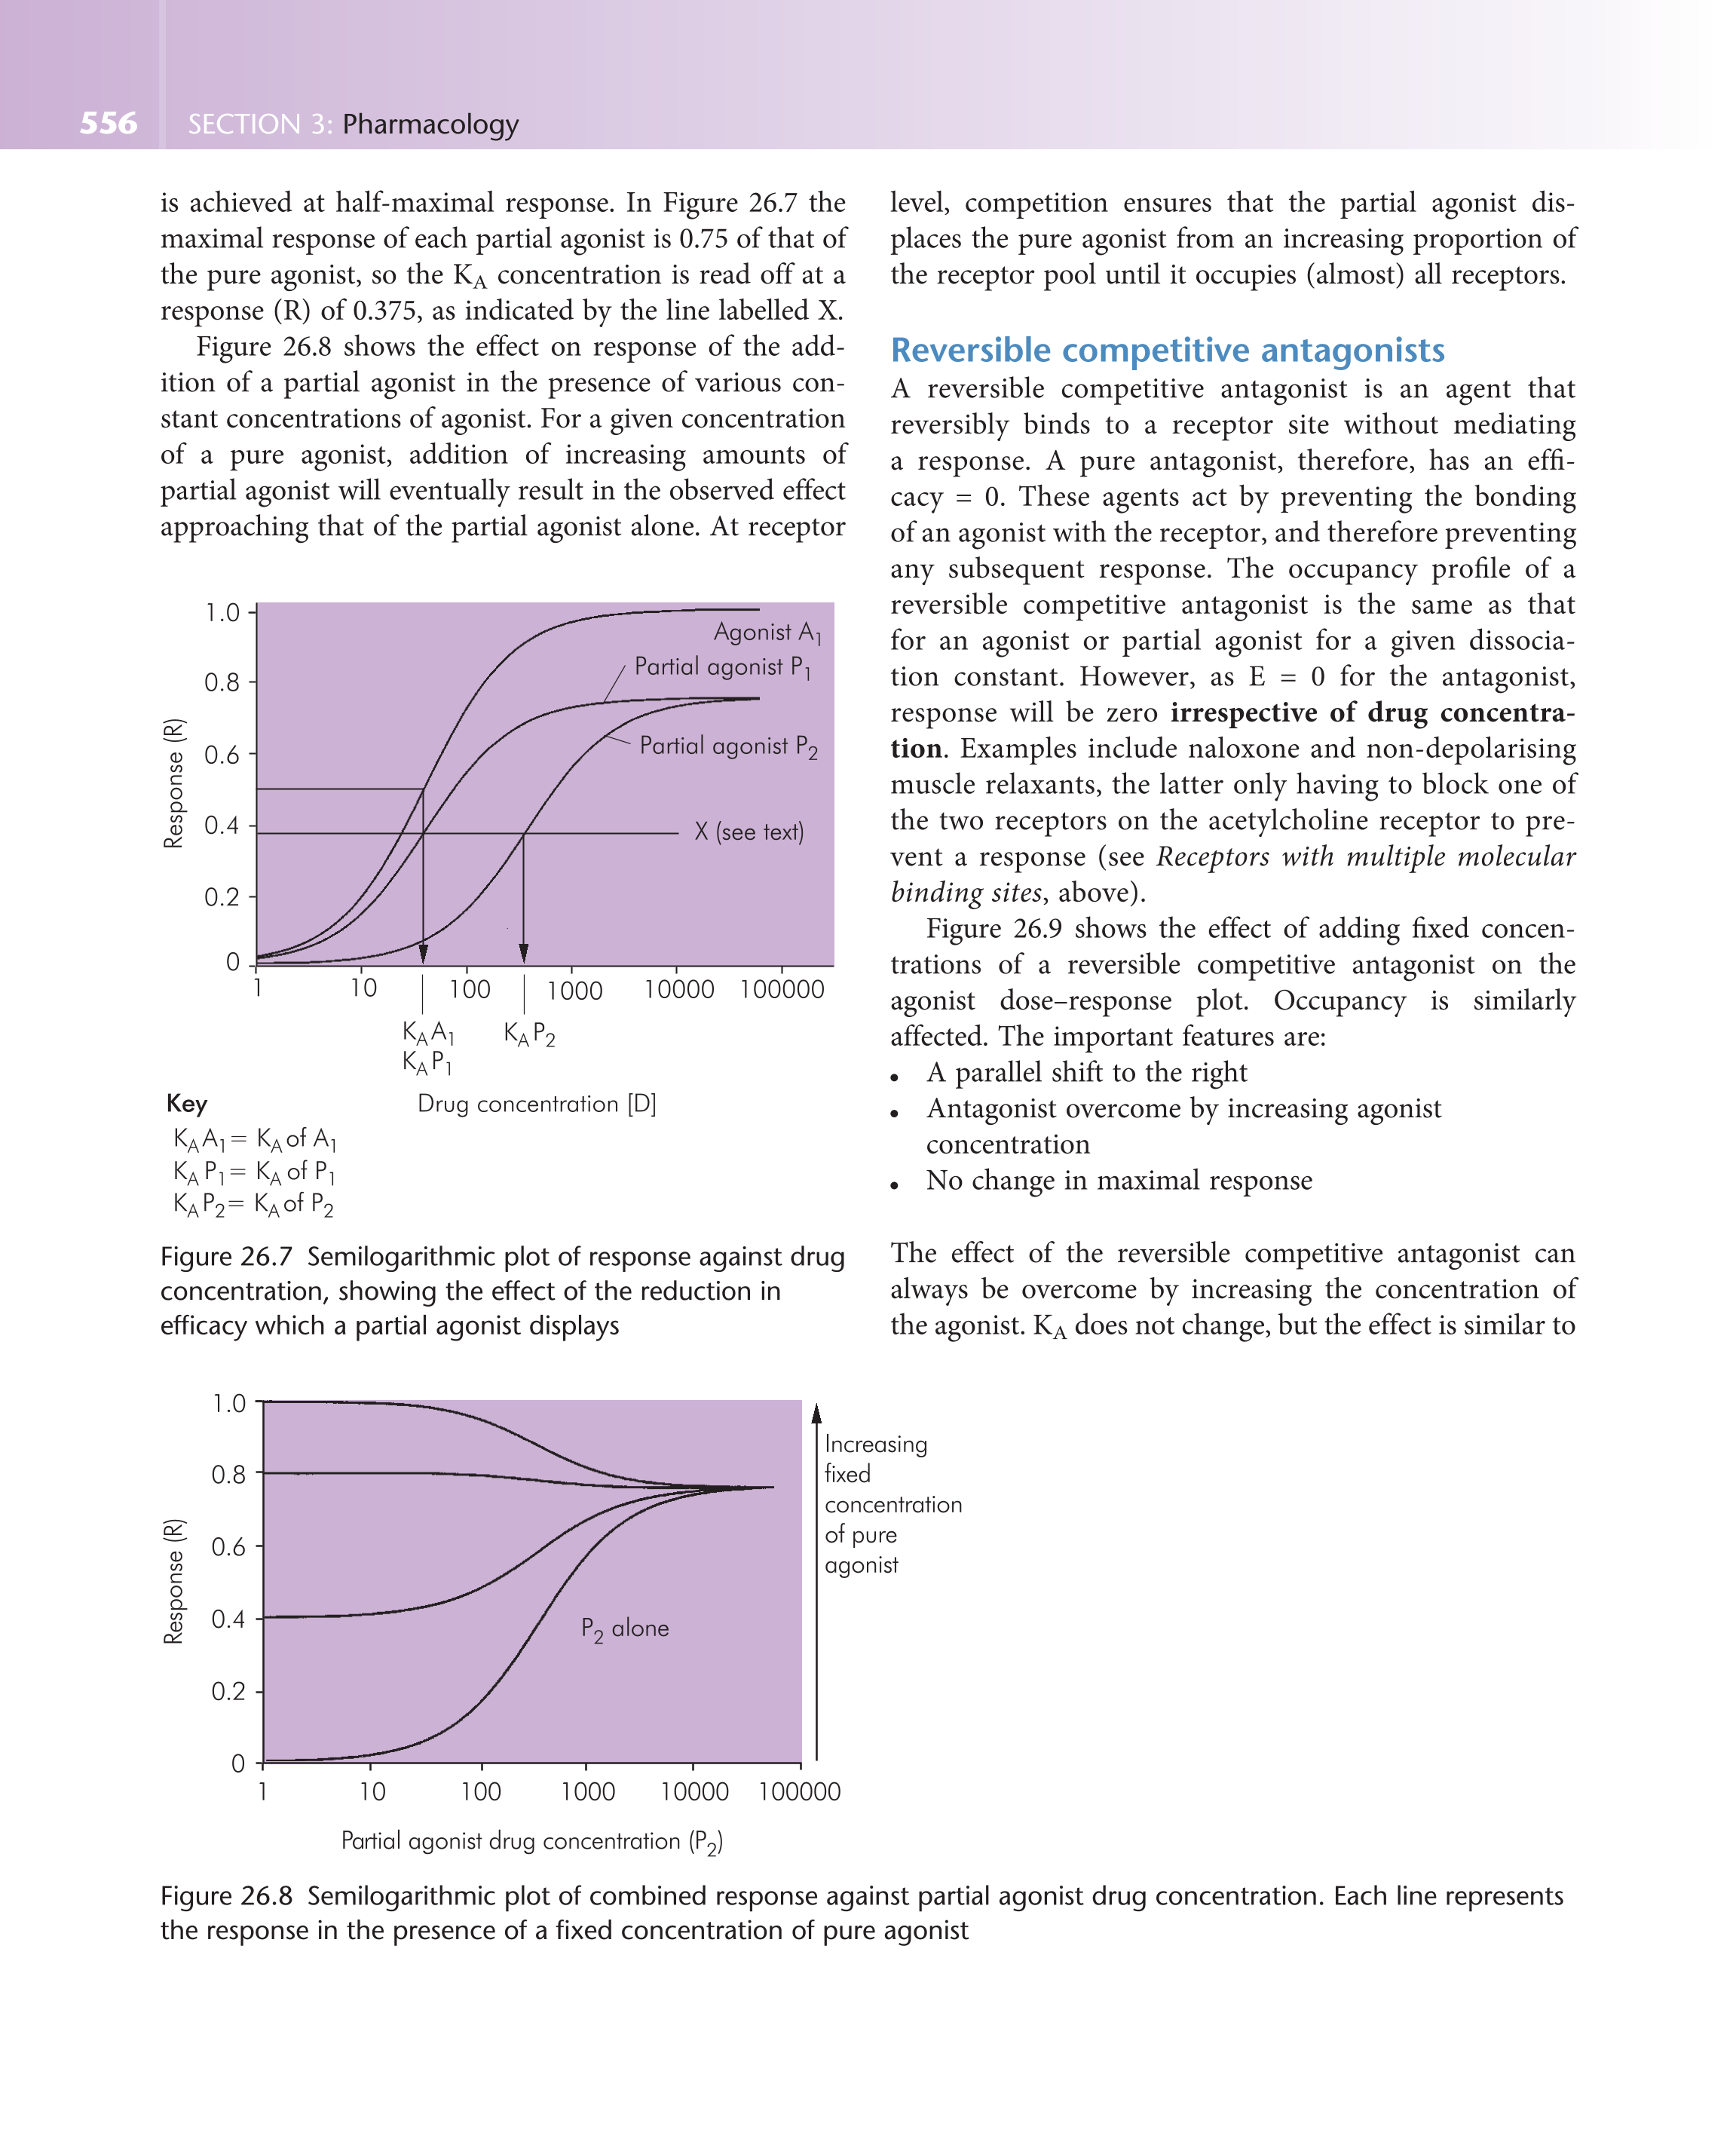 556 SECTION 3: Pharmacology
is achieved at half-maximal response. In Figure 26.7 the
maximal response of each partial agonist is 0.75 of that of
the pure agonist, so the KA concentration is read off at a
response (R) of 0.375, as indicated by the line labelled X.
Figure 26.8 shows the effect on response of the add-
ition of a partial agonist in the presence of various con-
stant concentrations of agonist. For a given concentration
of a pure agonist, addition of increasing amounts of
partial agonist will eventually result in the observed effect
approaching that of the partial agonist alone. At receptor
1.0
0.8
0.6
0.4
0.2
0
Response (R)
Agonist A1
Partial agonist P1
Partial agonist P2
X (see text)
1 10 100 1000 10000 100000
KA A1 KA P2
KA P1
Key Drug concentration [D]
KA A1 = KA of A1
KA P1 = KA of P1
KA P2 = KA of P2
Figure 26.7 Semilogarithmic plot of response against drug
concentration, showing the effect of the reduction in
efficacy which a partial agonist displays
level, competition ensures that the partial agonist dis-
places the pure agonist from an increasing proportion of
the receptor pool until it occupies (almost) all receptors.
Reversible competitive antagonists
A reversible competitive antagonist is an agent that
reversibly binds to a receptor site without mediating
a response. A pure antagonist, therefore, has an effi-
cacy = 0. These agents act by preventing the bonding
of an agonist with the receptor, and therefore preventing
any subsequent response. The occupancy profile of a
reversible competitive antagonist is the same as that
for an agonist or partial agonist for a given dissocia-
tion constant. However, as E = 0 for the antagonist,
response will be zero irrespective of drug concentra-
tion. Examples include naloxone and non-depolarising
muscle relaxants, the latter only having to block one of
the two receptors on the acetylcholine receptor to pre-
vent a response (see Receptors with multiple molecular
binding sites, above).
Figure 26.9 shows the effect of adding fixed concen-
trations of a reversible competitive antagonist on the
agonist dose–response plot. Occupancy is similarly
affected. The important features are:
• A parallel shift to the right
• Antagonist overcome by increasing agonist
concentration
• No change in maximal response
The effect of the reversible competitive antagonist can
always be overcome by increasing the concentration of
the agonist. KA does not change, but the effect is similar to
1.0
0.8
0.6
0.4
0.2
0
Response (R)
P2 alone
Increasing
fixed
concentration
of pure
agonist
1 10 100 1000 10000 100000
Partial agonist drug concentration (P2)
Figure 26.8 Semilogarithmic plot of combined response against partial agonist drug concentration. Each line represents
the response in the presence of a fixed concentration of pure agonist